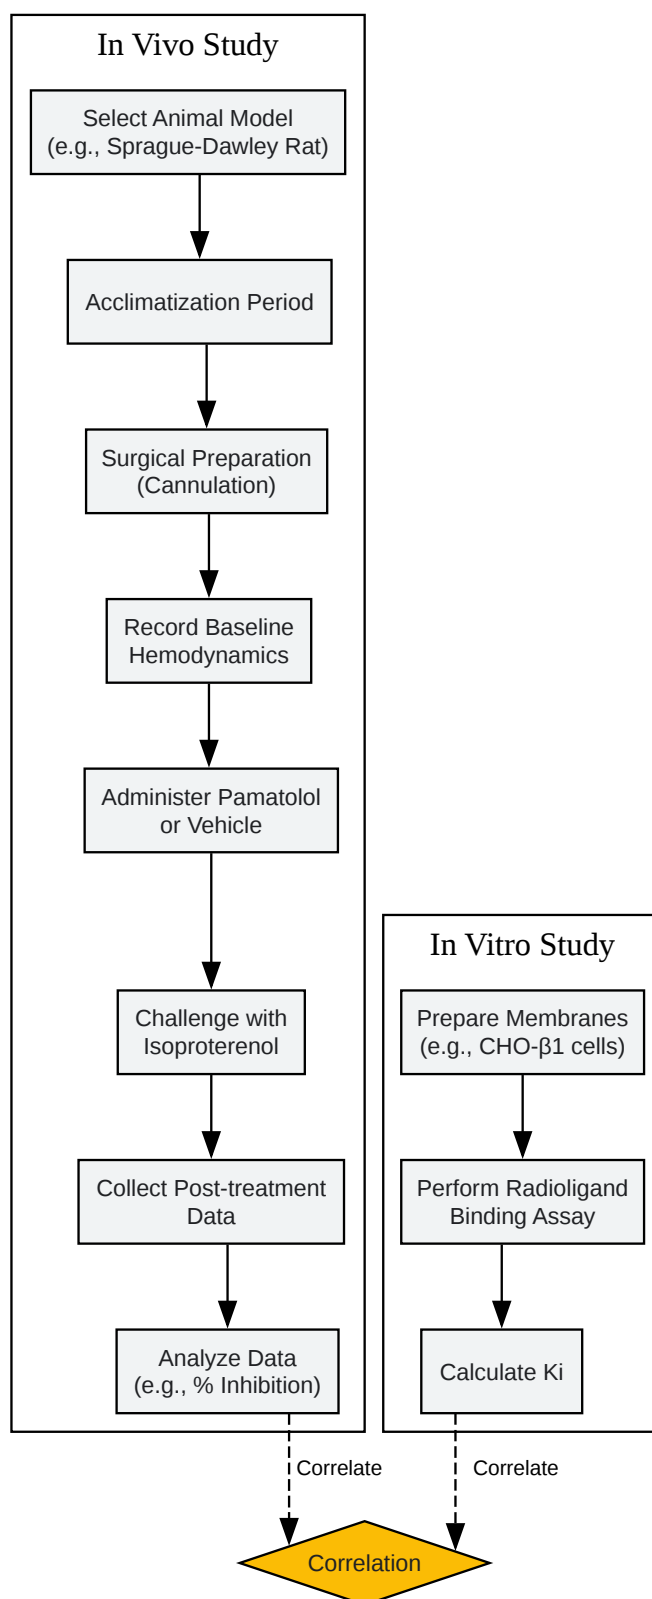 In Vivo Study
Select Animal Model
(e.g., Sprague-Dawley Rat)
Acclimatization Period
Surgical Preparation
(Cannulation)
Record Baseline
Hemodynamics
Administer Pamatolol
or Vehicle
Challenge with
Isoproterenol
Collect Post-treatment
Data
Analyze Data
(e.g., % Inhibition)
Correlate
In Vitro Study
Prepare Membranes
(e.g., CHO-β1 cells)
Perform Radioligand
Binding Assay
Calculate Ki
Correlate
Correlation